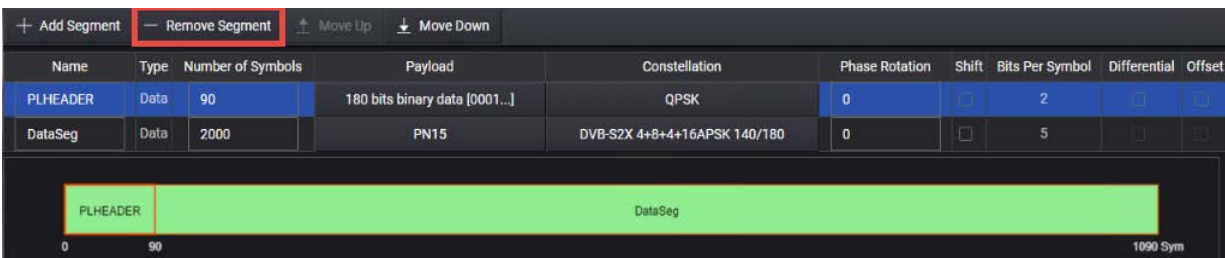 + Add Segment — Remove Segment Move Up Move Down
Name Type Number of Symbols Payload Constellation Phase Rotation Shift Bits Per Symbol Differential Offset
PLHEADER Data 90 180 bits binary data [0001...] QPSK 0 2
DataSeg Data 2000 PN15 DVB-S2X 4+8+4+16APSK 140/180 0 5
PLHEADER DataSeg
0 90 1090 Sym